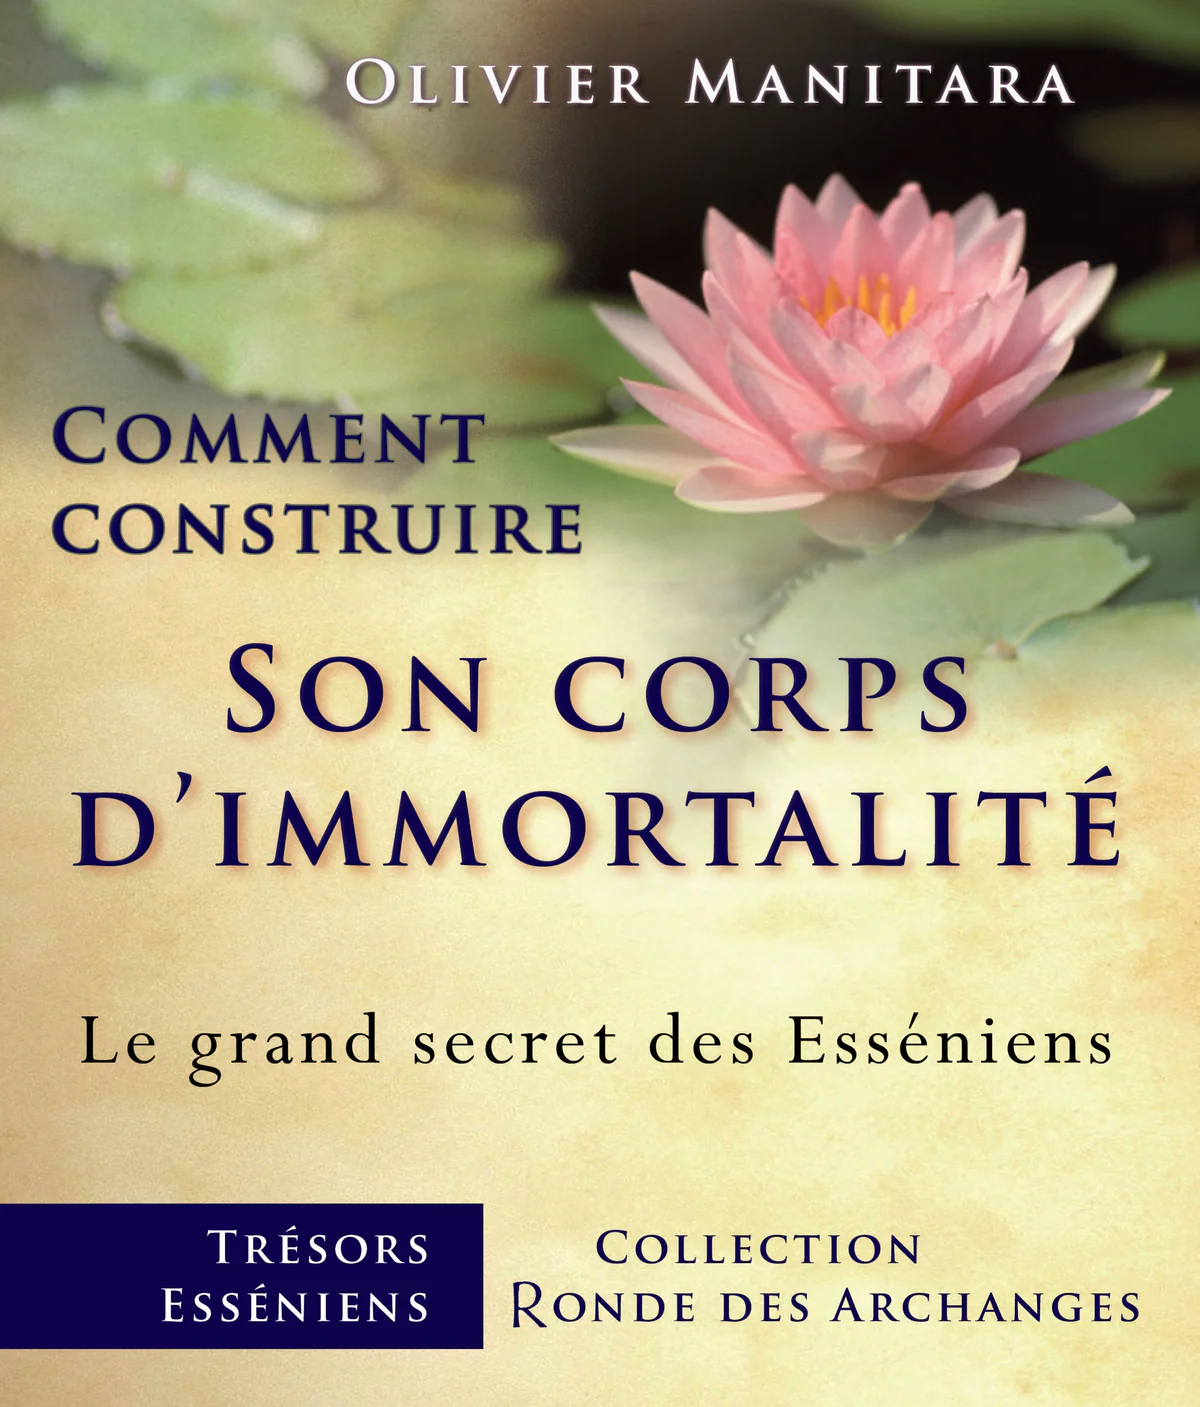 Olivier Manitara
Comment
construire
Son corps
d'immortalité
Le grand secret des Esséniens
Trésors
Esséniens
Collection
Ronde des Archanges